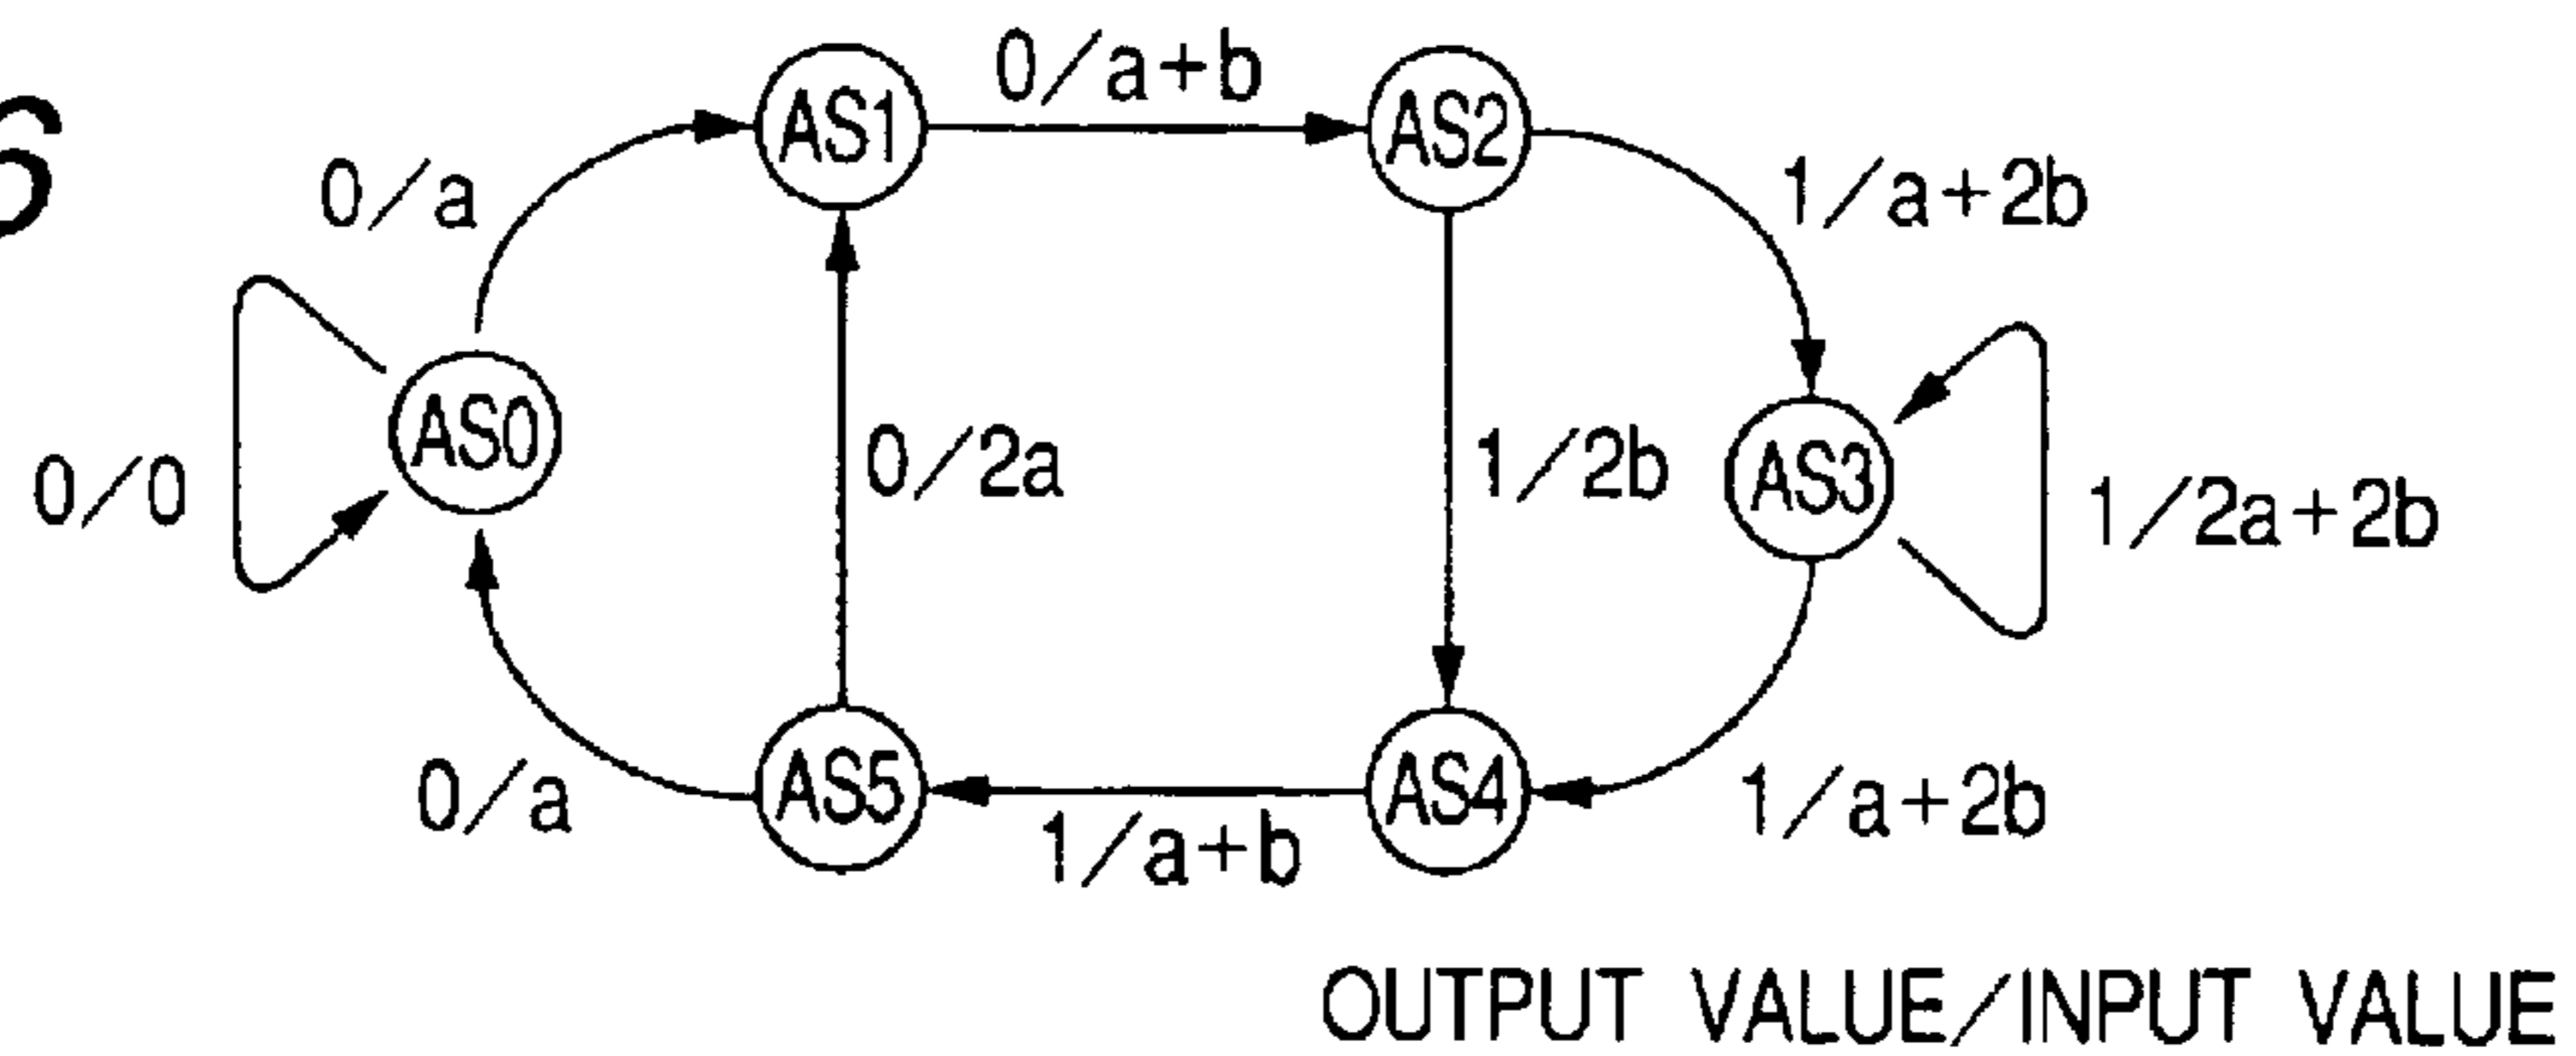 6
0/a+b
AS1
AS2
0/a
1/a+2b
AS0
0/0
0/2a
1/2b
AS3
1/2a+2b
AS5
AS4
0/a
1/a+b
1/a+2b
OUTPUT VALUE/INPUT VALUE